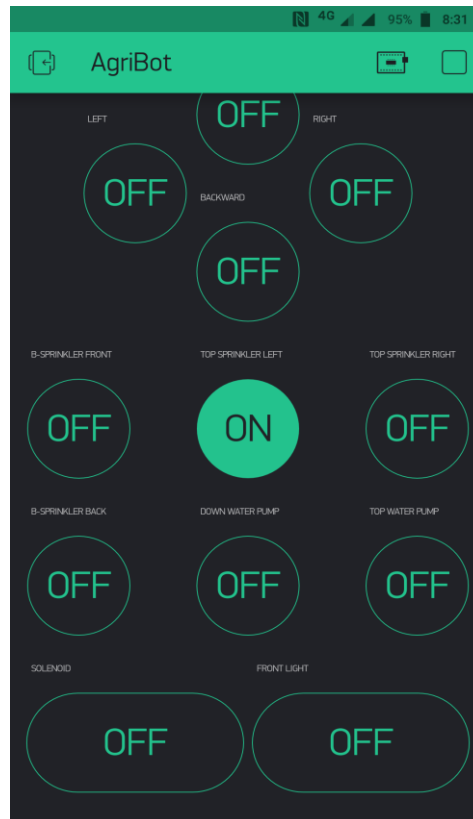 4G 95% 8:31
AgriBot
OFF
LEFT RIGHT
OFF OFF
BACKWARD
OFF
B-SPRINKLER FRONT TOP SPRINKLER LEFT TOP SPRINKLER RIGHT
OFF ON OFF
B-SPRINKLER BACK DOWN WATER PUMP TOP WATER PUMP
OFF OFF OFF
SOLENOID FRONT LIGHT
OFF OFF